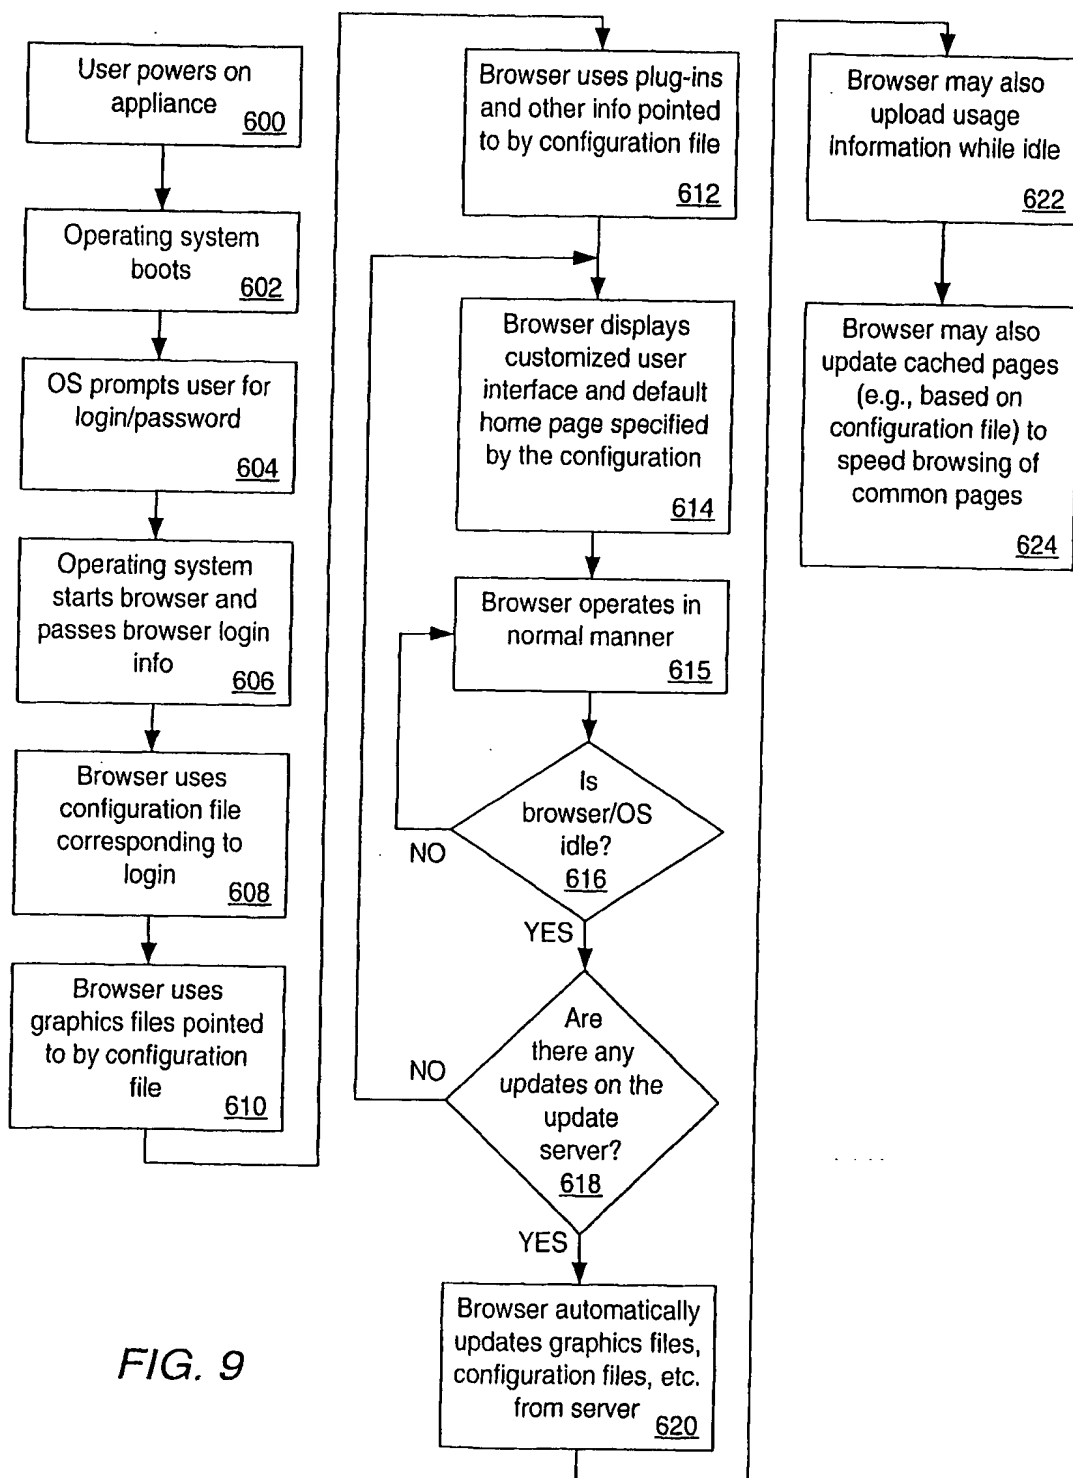 User powers on
appliance
600
Operating system
boots
602
OS prompts user for
login/password
604
Operating system
starts browser and
passes browser login
info
606
Browser uses
configuration file
corresponding to
login
608
Browser uses
graphics files pointed
to by configuration
file
610
Browser uses plug-ins
and other info pointed
to by configuration file
612
Browser displays
customized user
interface and default
home page specified
by the configuration
614
Browser operates in
normal manner
615
Is
browser/OS
idle?
616
NO
YES
Are
there any
updates on the
update
server?
618
NO
YES
Browser automatically
updates graphics files,
configuration files, etc.
from server
620
Browser may also
upload usage
information while idle
622
Browser may also
update cached pages
(e.g., based on
configuration file) to
speed browsing of
common pages
624
FIG. 9